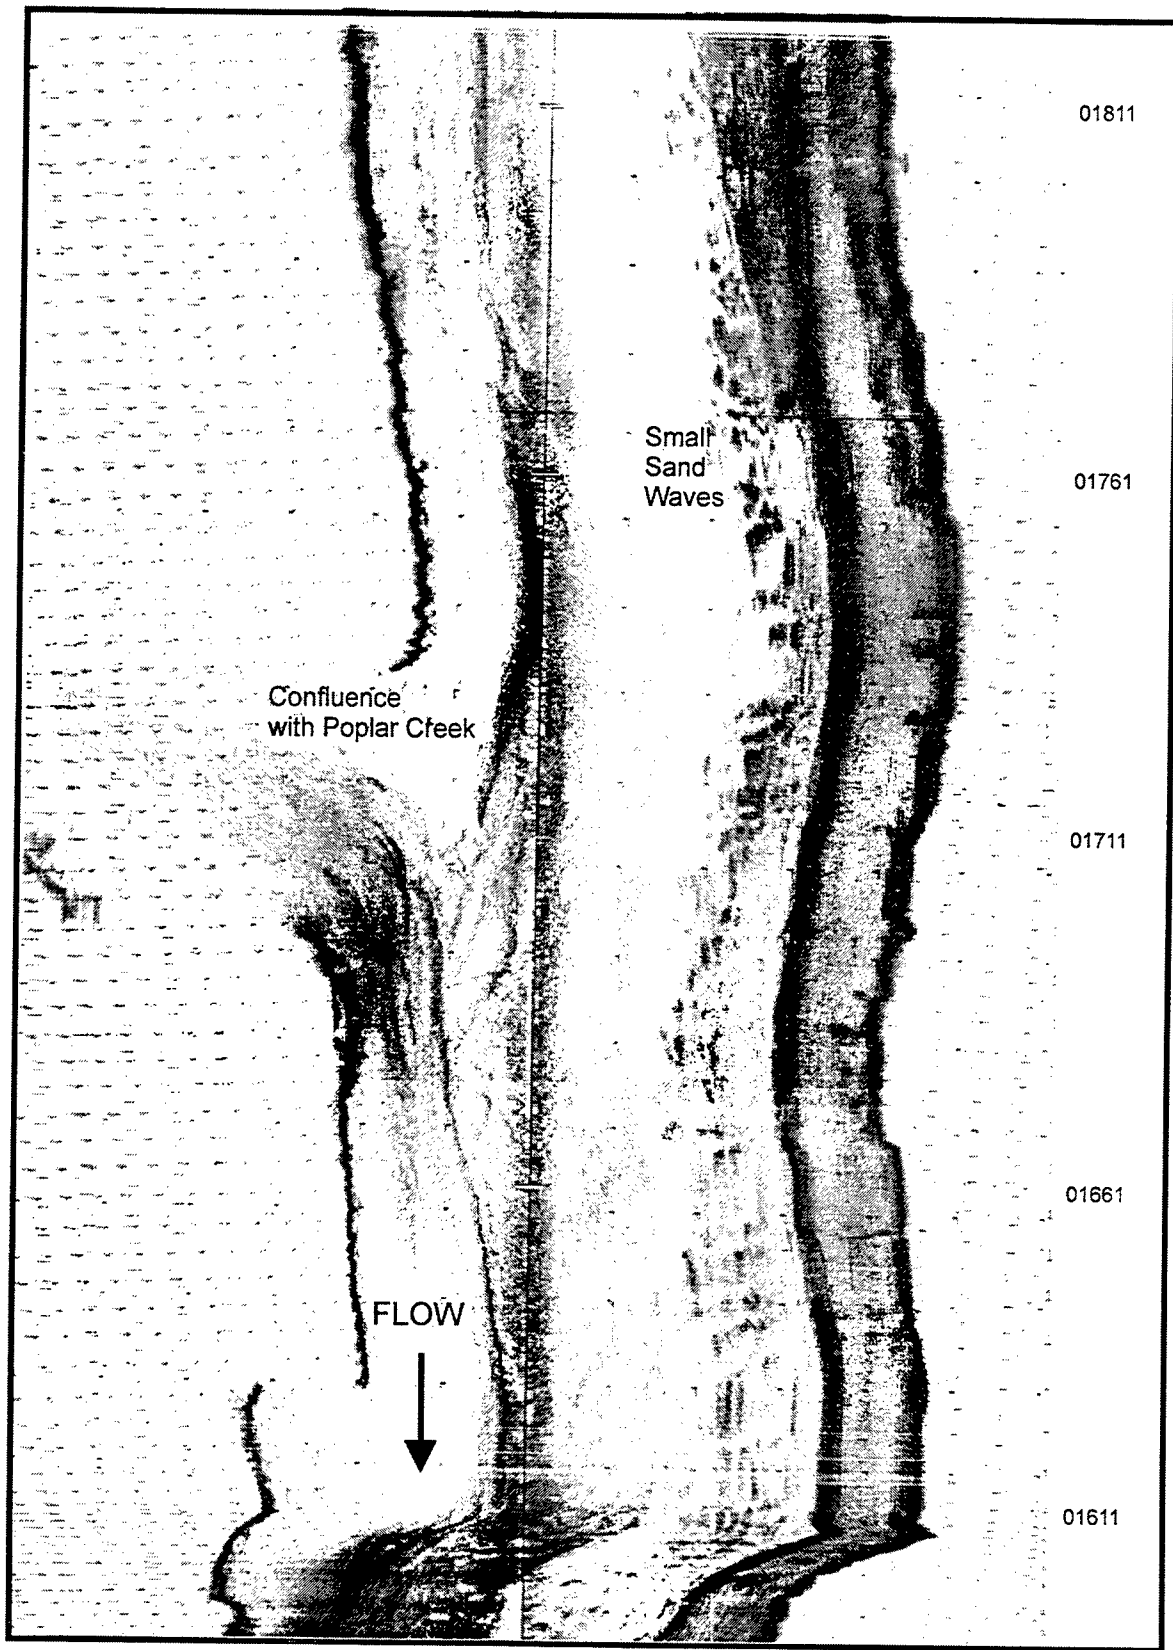 01811
Small
Sand
Waves
01761
Confluence
with Poplar Creek
01711
01661
FLOW
01611